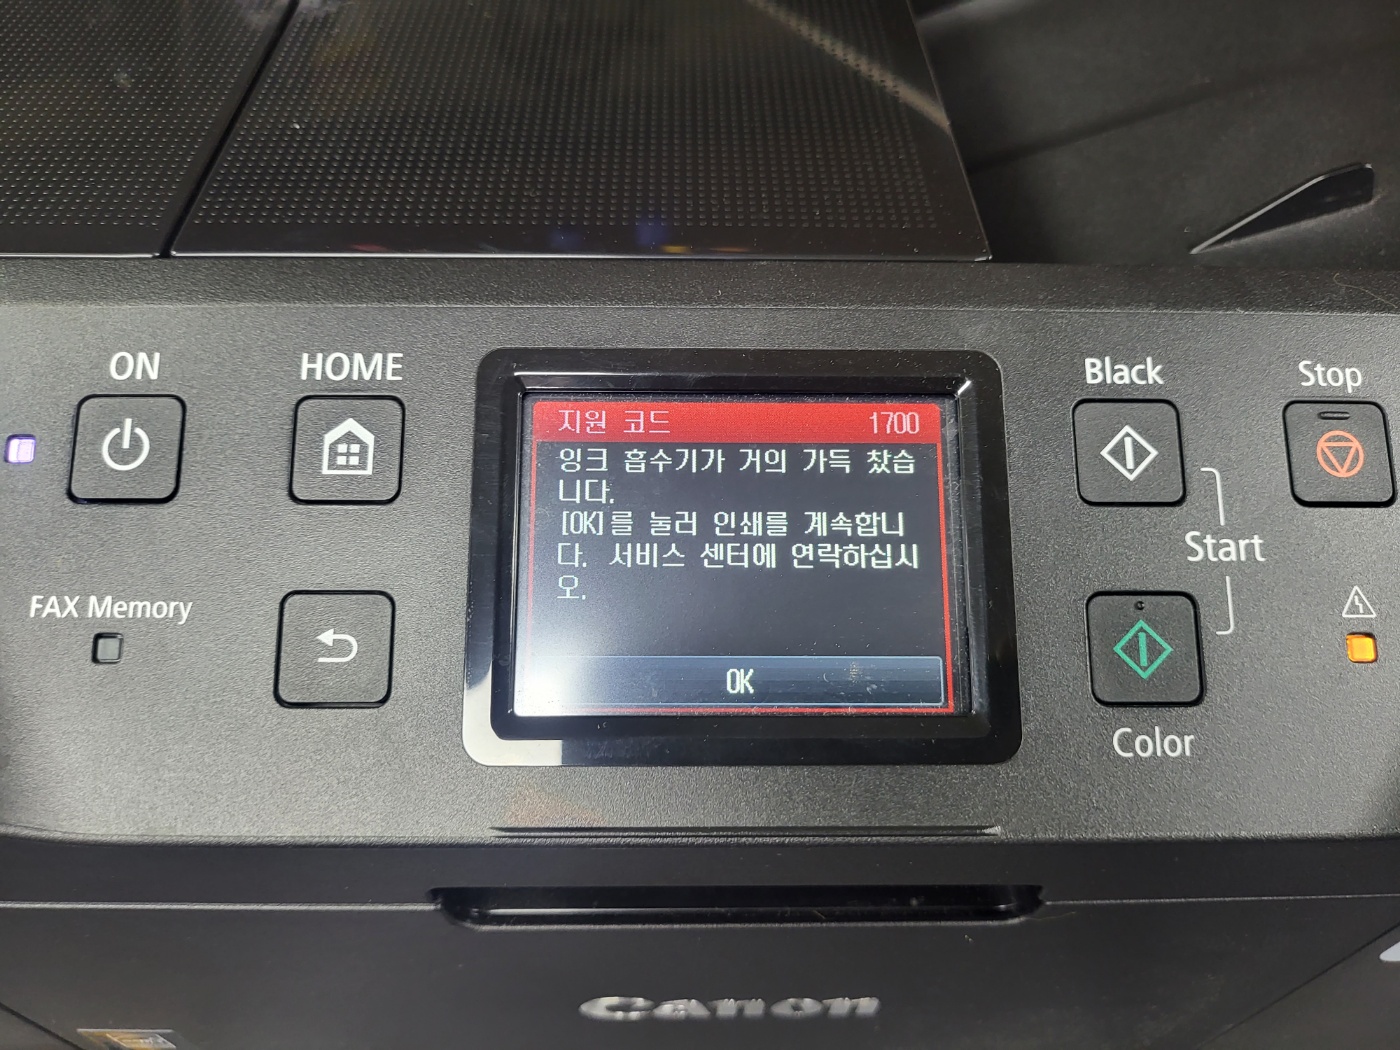 ON
HOME
Black
Stop
지원 코드 1700
잉크 흡수기가 거의 가득 찼습
니다.
[OK]를 눌러 인쇄를 계속합니
다. 서비스 센터에 연락하십시
오.
Start
FAX Memory
OK
Color
Canon